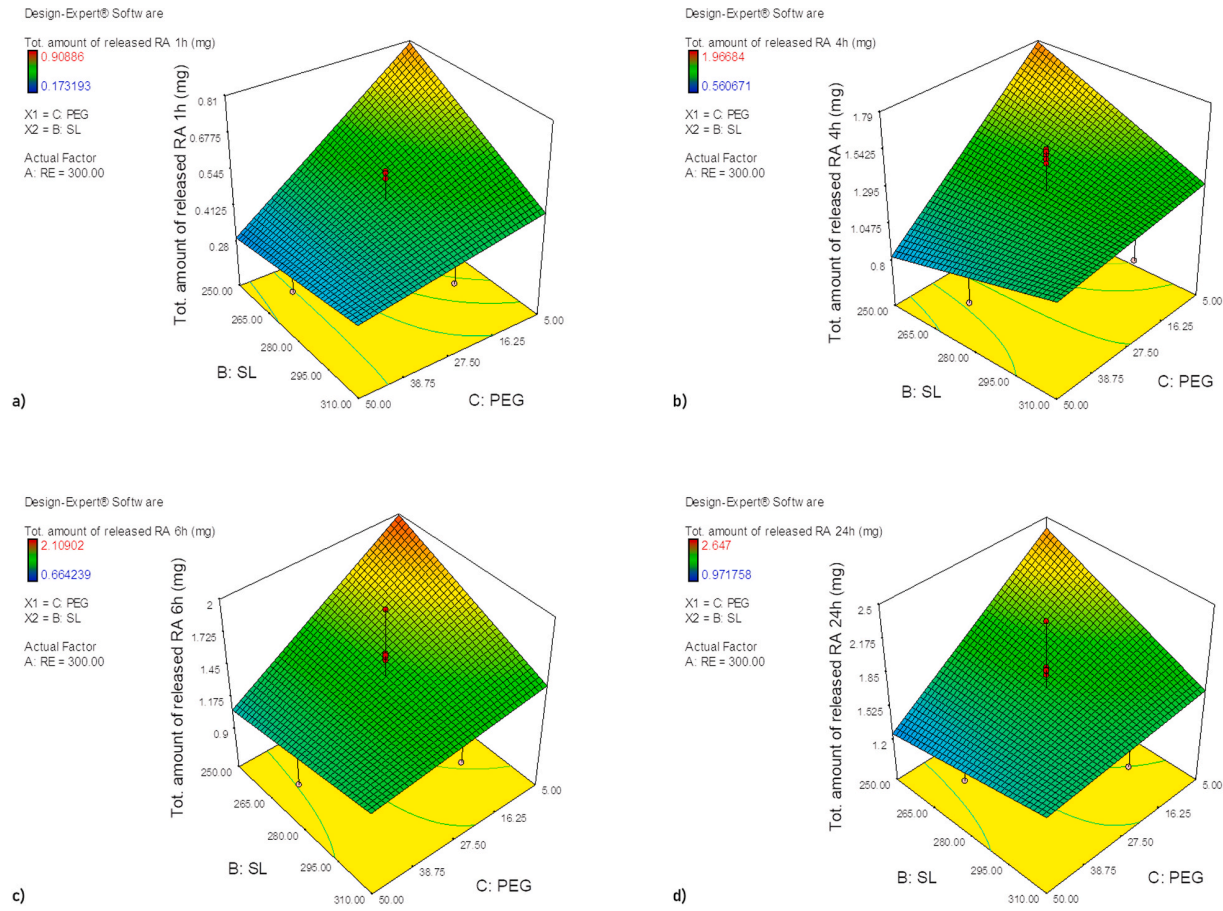 Design-Expert® Softw are
Tot. amount of released RA 1h (mg)
0.90886
0.173193
X1 = C: PEG
X2 = B: SL
Actual Factor
A: RE = 300.00
Tot. amount of released RA 1h (mg)
0.81
0.6775
0.545
0.4125
0.28
250.00
265.00
280.00
295.00
310.00
B: SL
50.00
38.75
27.50
16.25
5.00
C: PEG
a)
Design-Expert® Softw are
Tot. amount of released RA 4h (mg)
1.96684
0.560671
X1 = C: PEG
X2 = B: SL
Actual Factor
A: RE = 300.00
Tot. amount of released RA 4h (mg)
1.79
1.5425
1.295
1.0475
0.8
250.00
265.00
280.00
295.00
310.00
B: SL
50.00
38.75
27.50
16.25
5.00
C: PEG
b)
Design-Expert® Softw are
Tot. amount of released RA 6h (mg)
2.10902
0.664239
X1 = C: PEG
X2 = B: SL
Actual Factor
A: RE = 300.00
Tot. amount of released RA 6h (mg)
2
1.725
1.45
1.175
0.9
250.00
265.00
280.00
295.00
310.00
B: SL
50.00
38.75
27.50
16.25
5.00
C: PEG
c)
Design-Expert® Softw are
Tot. amount of released RA 24h (mg)
2.647
0.971758
X1 = C: PEG
X2 = B: SL
Actual Factor
A: RE = 300.00
Tot. amount of released RA 24h (mg)
2.5
2.175
1.85
1.525
1.2
250.00
265.00
280.00
295.00
310.00
B: SL
50.00
38.75
27.50
16.25
5.00
C: PEG
d)